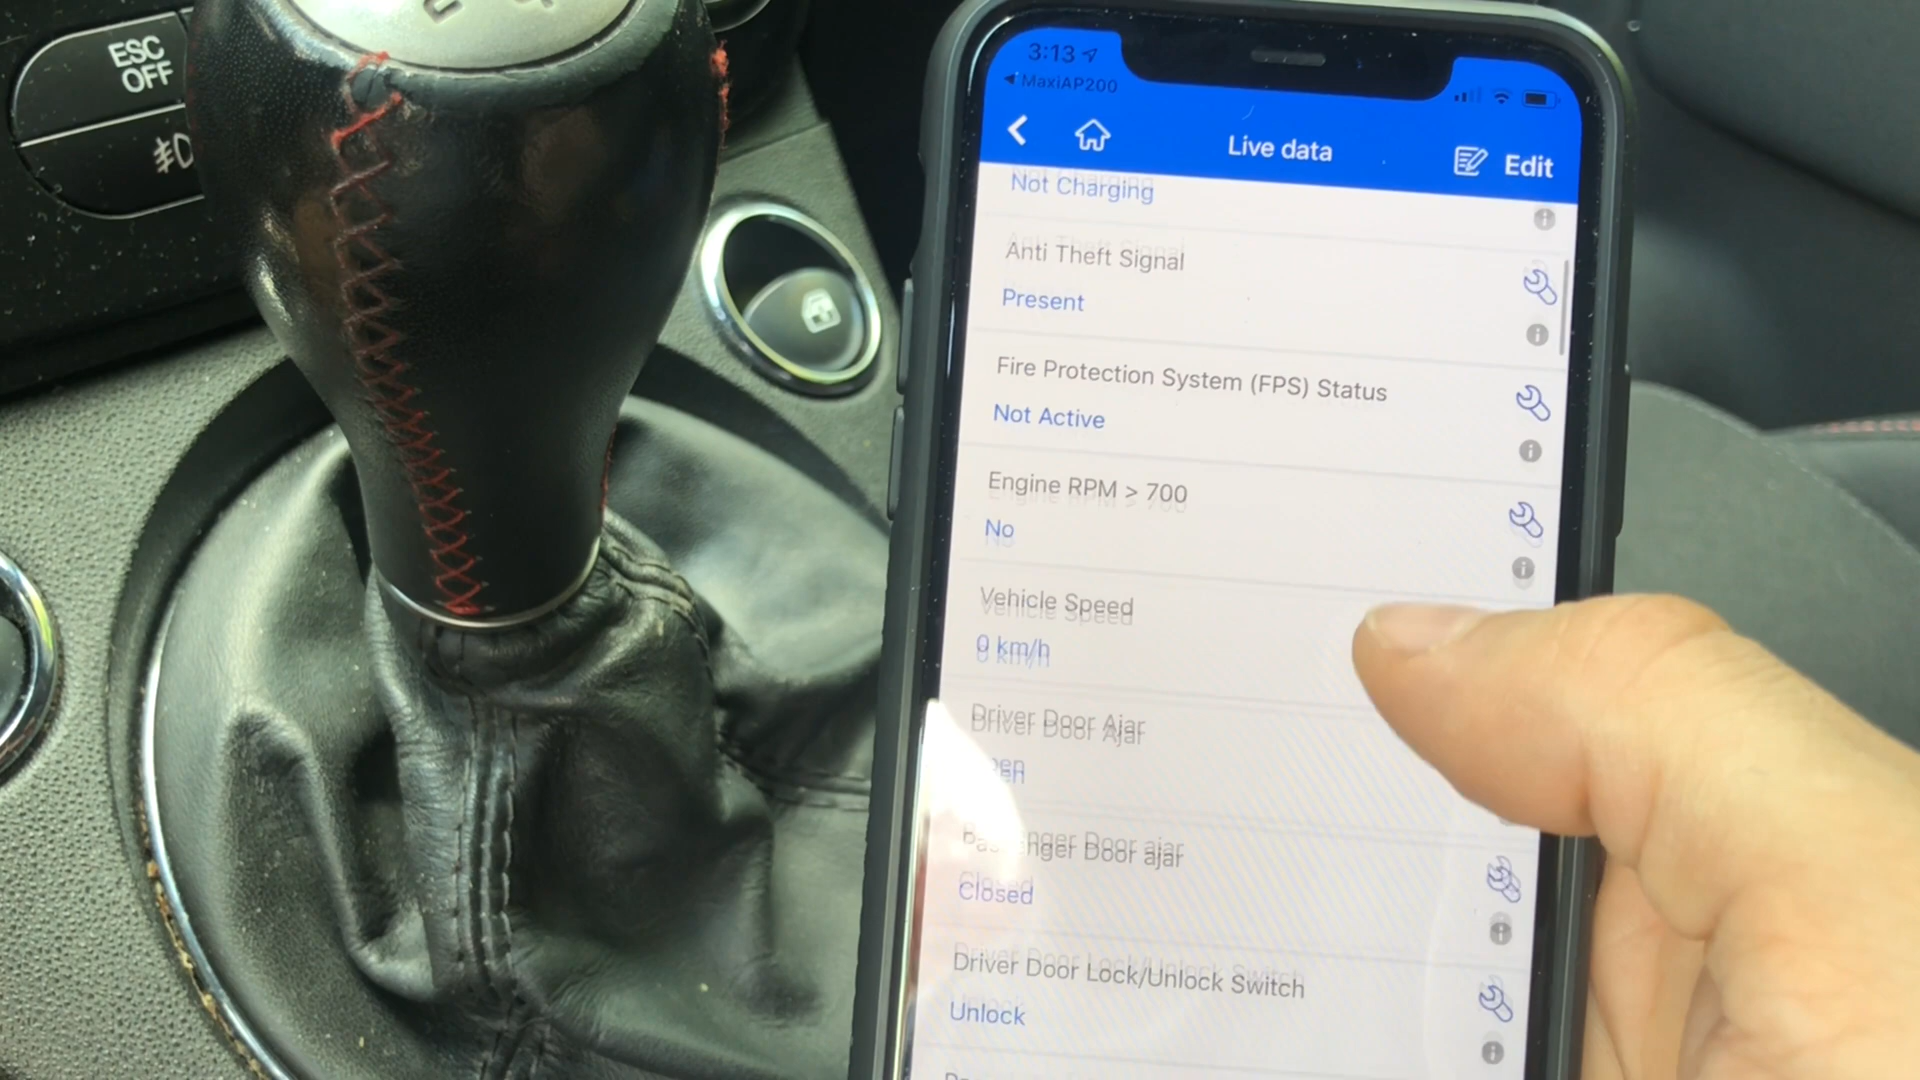 ESC
OFF
3:13
MaxiAP200
Live data
Edit
Not Charging
Anti Theft Signal
Present
Fire Protection System (FPS) Status
Not Active
Engine RPM > 700
No
Vehicle Speed
0 km/h
Driver Door Ajar
Passenger Door ajar
Closed
Driver Door Lock/Unlock Switch
Unlock